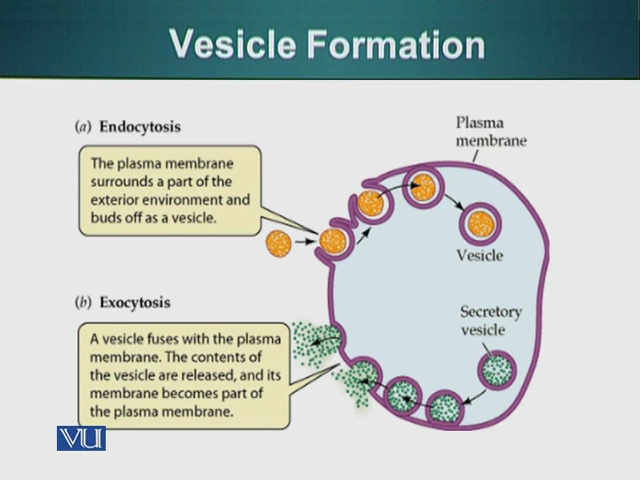 Vesicle Formation
(a) Endocytosis
The plasma membrane
surrounds a part of the
exterior environment and
buds off as a vesicle.
Plasma
membrane
Vesicle
(b) Exocytosis
A vesicle fuses with the plasma
membrane. The contents of
the vesicle are released, and its
membrane becomes part of
the plasma membrane.
Secretory
vesicle
VU